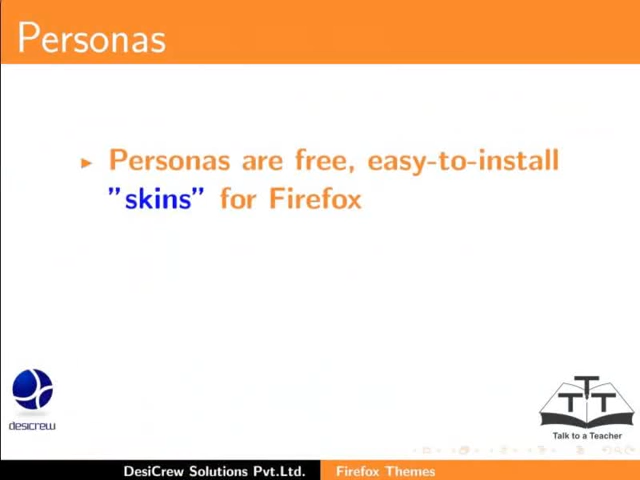 Personas
Personas are free, easy-to-install
"skins" for Firefox
desicrew
TTT
Talk to a Teacher
DesiCrew Solutions Pvt.Ltd.
Firefox Themes